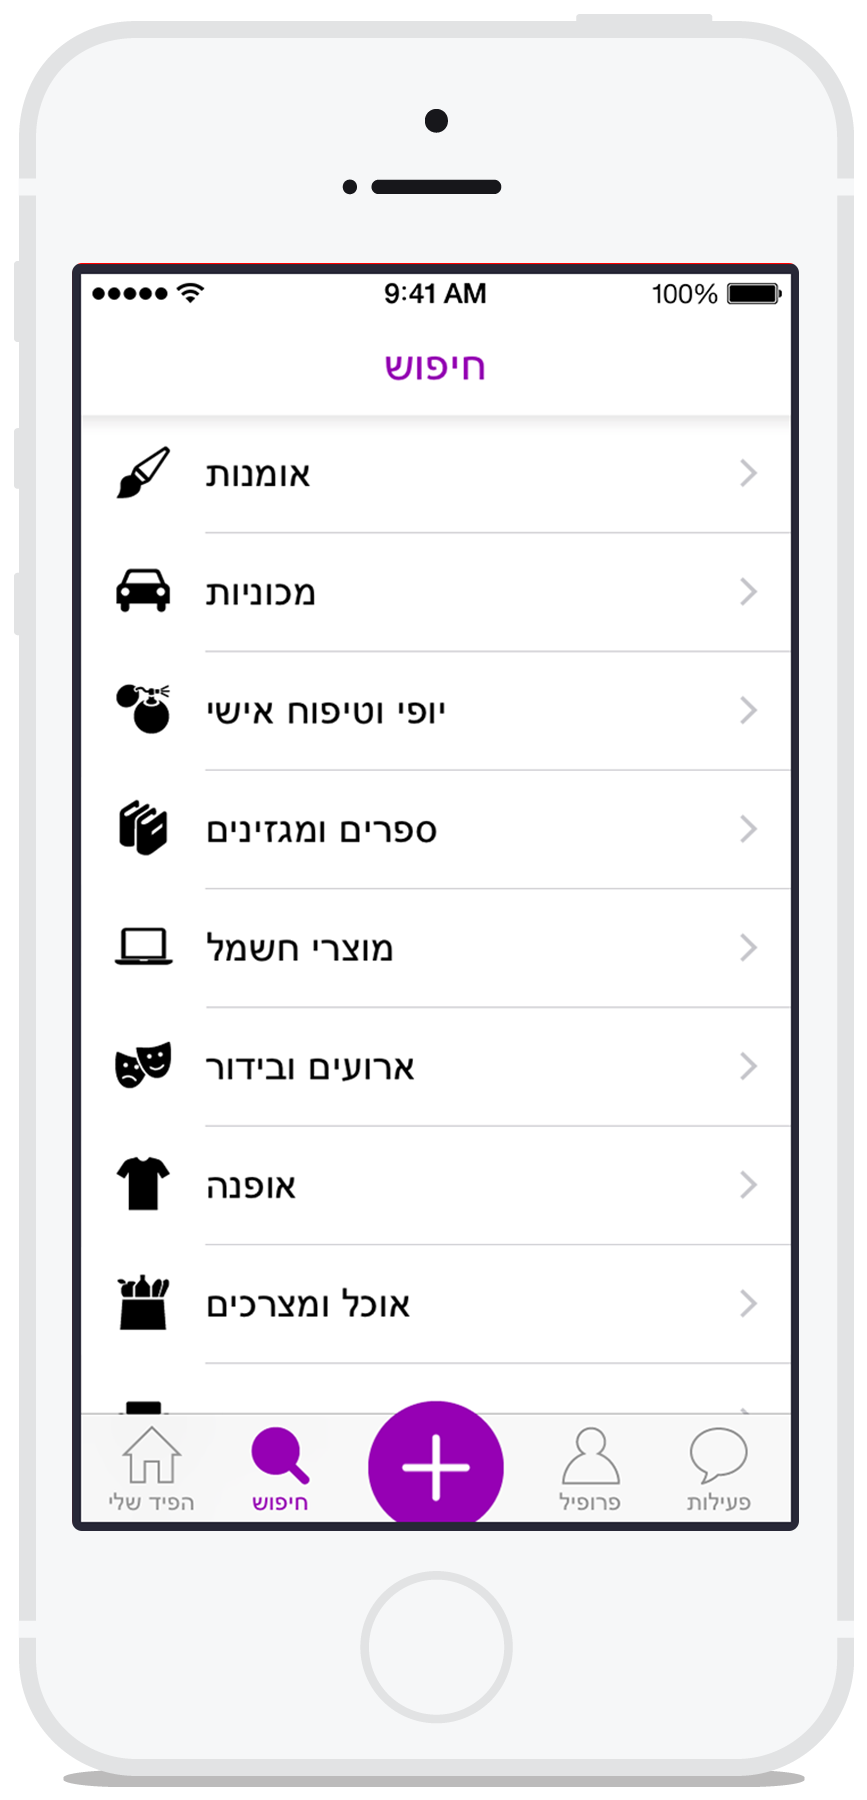 9:41 AM 100%
חיפוש
אומנות
מכוניות
יופי וטיפוח אישי
ספרים ומגזינים
מוצרי חשמל
ארועים ובידור
אופנה
אוכל ומצרכים
הפיד שלי חיפוש פרופיל פעילות